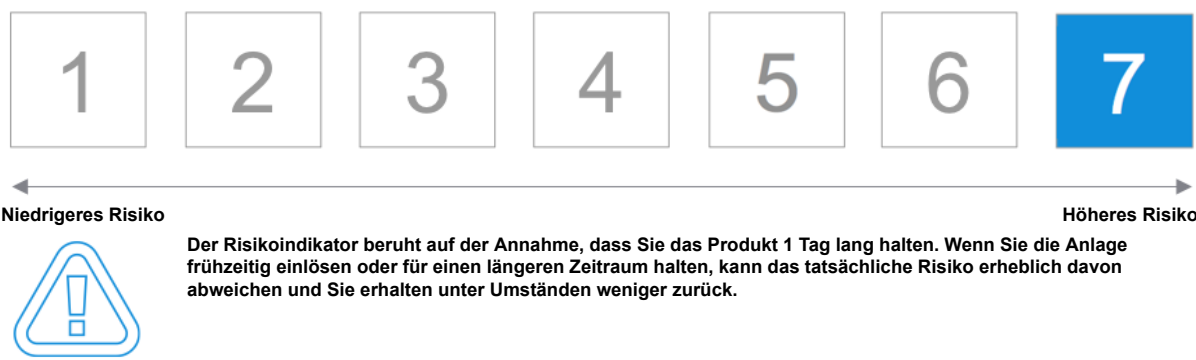 1 2 3 4 5 6 7
Niedrigeres Risiko Höheres Risiko
Der Risikoindikator beruht auf der Annahme, dass Sie das Produkt 1 Tag lang halten. Wenn Sie die Anlage
frühzeitig einlösen oder für einen längeren Zeitraum halten, kann das tatsächliche Risiko erheblich davon
abweichen und Sie erhalten unter Umständen weniger zurück.